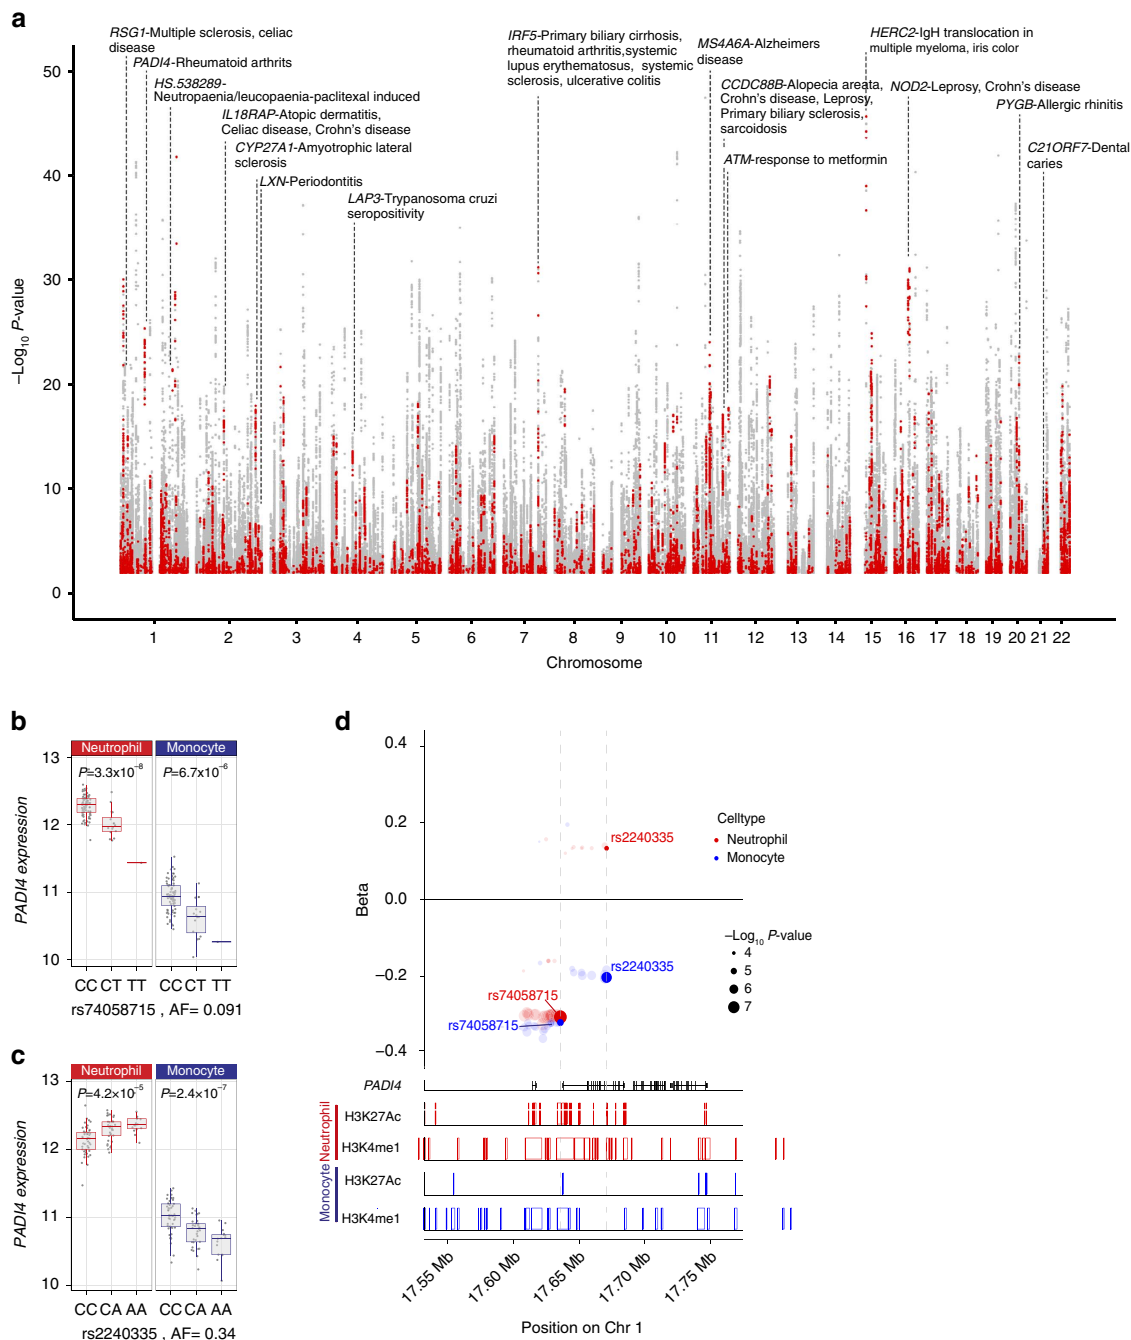 a
RSG1-Multiple sclerosis, celiac
disease
PADI4-Rheumatoid arthrits
HS.538289-
Neutropaenia/leucopaenia-paclitexal induced
IL18RAP-Atopic dermatitis,
Celiac disease, Crohn's disease
CYP27A1-Amyotrophic lateral
sclerosis
LXN-Periodontitis
LAP3-Trypanosoma cruzi
seropositivity
IRF5-Primary biliary cirrhosis,
rheumatoid arthritis,systemic
lupus erythematosus, systemic
sclerosis, ulcerative colitis
MS4A6A-Alzheimers
disease
CCDC88B-Alopecia areata,
Crohn's disease, Leprosy,
Primary biliary sclerosis,
sarcoidosis
ATM-response to metformin
HERC2-IgH translocation in
multiple myeloma, iris color
NOD2-Leprosy, Crohn's disease
PYGB-Allergic rhinitis
C21ORF7-Dental
caries
–Log10 P-value
50
40
30
20
10
0
1 2 3 4 5 6 7 8 9 10 11 12 13 14 15 16 17 18 19 20 21 22
Chromosome
b
Neutrophil Monocyte
P=3.3x10–8 P=6.7x10–6
PADI4 expression
13
12
11
10
CC CT TT CC CT TT
rs74058715 , AF= 0.091
c
Neutrophil Monocyte
P=4.2×10–5 P=2.4×10–7
PADI4 expression
13
12
11
10
CC CA AA CC CA AA
rs2240335 , AF= 0.34
d
Beta
0.4
0.2
0.0
–0.2
–0.4
rs2240335
rs2240335
rs74058715
rs74058715
Celltype
Neutrophil
Monocyte
–Log10 P-value
4
5
6
7
PADI4
Neutrophil
H3K27Ac
H3K4me1
Monocyte
H3K27Ac
H3K4me1
17.55 Mb 17.60 Mb 17.65 Mb 17.70 Mb 17.75 Mb
Position on Chr 1